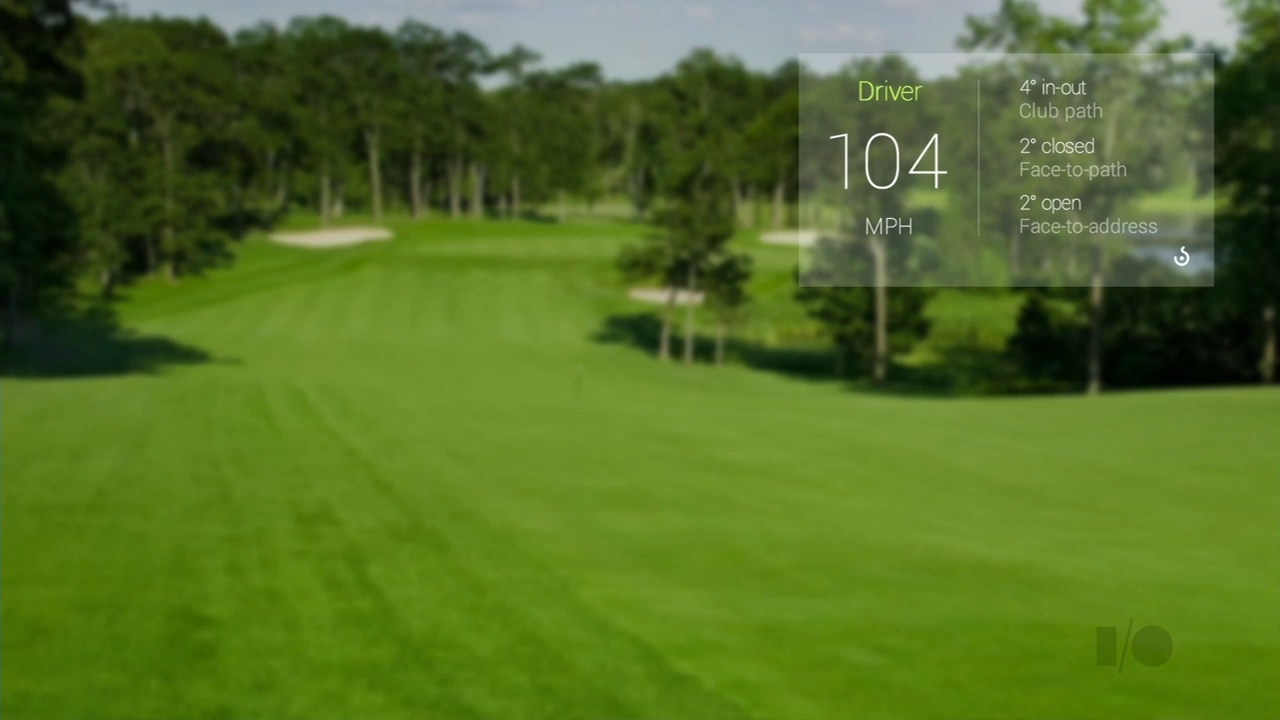 Driver
104
MPH
4° in-out
Club path
2° closed
Face-to-path
2° open
Face-to-address
I/O